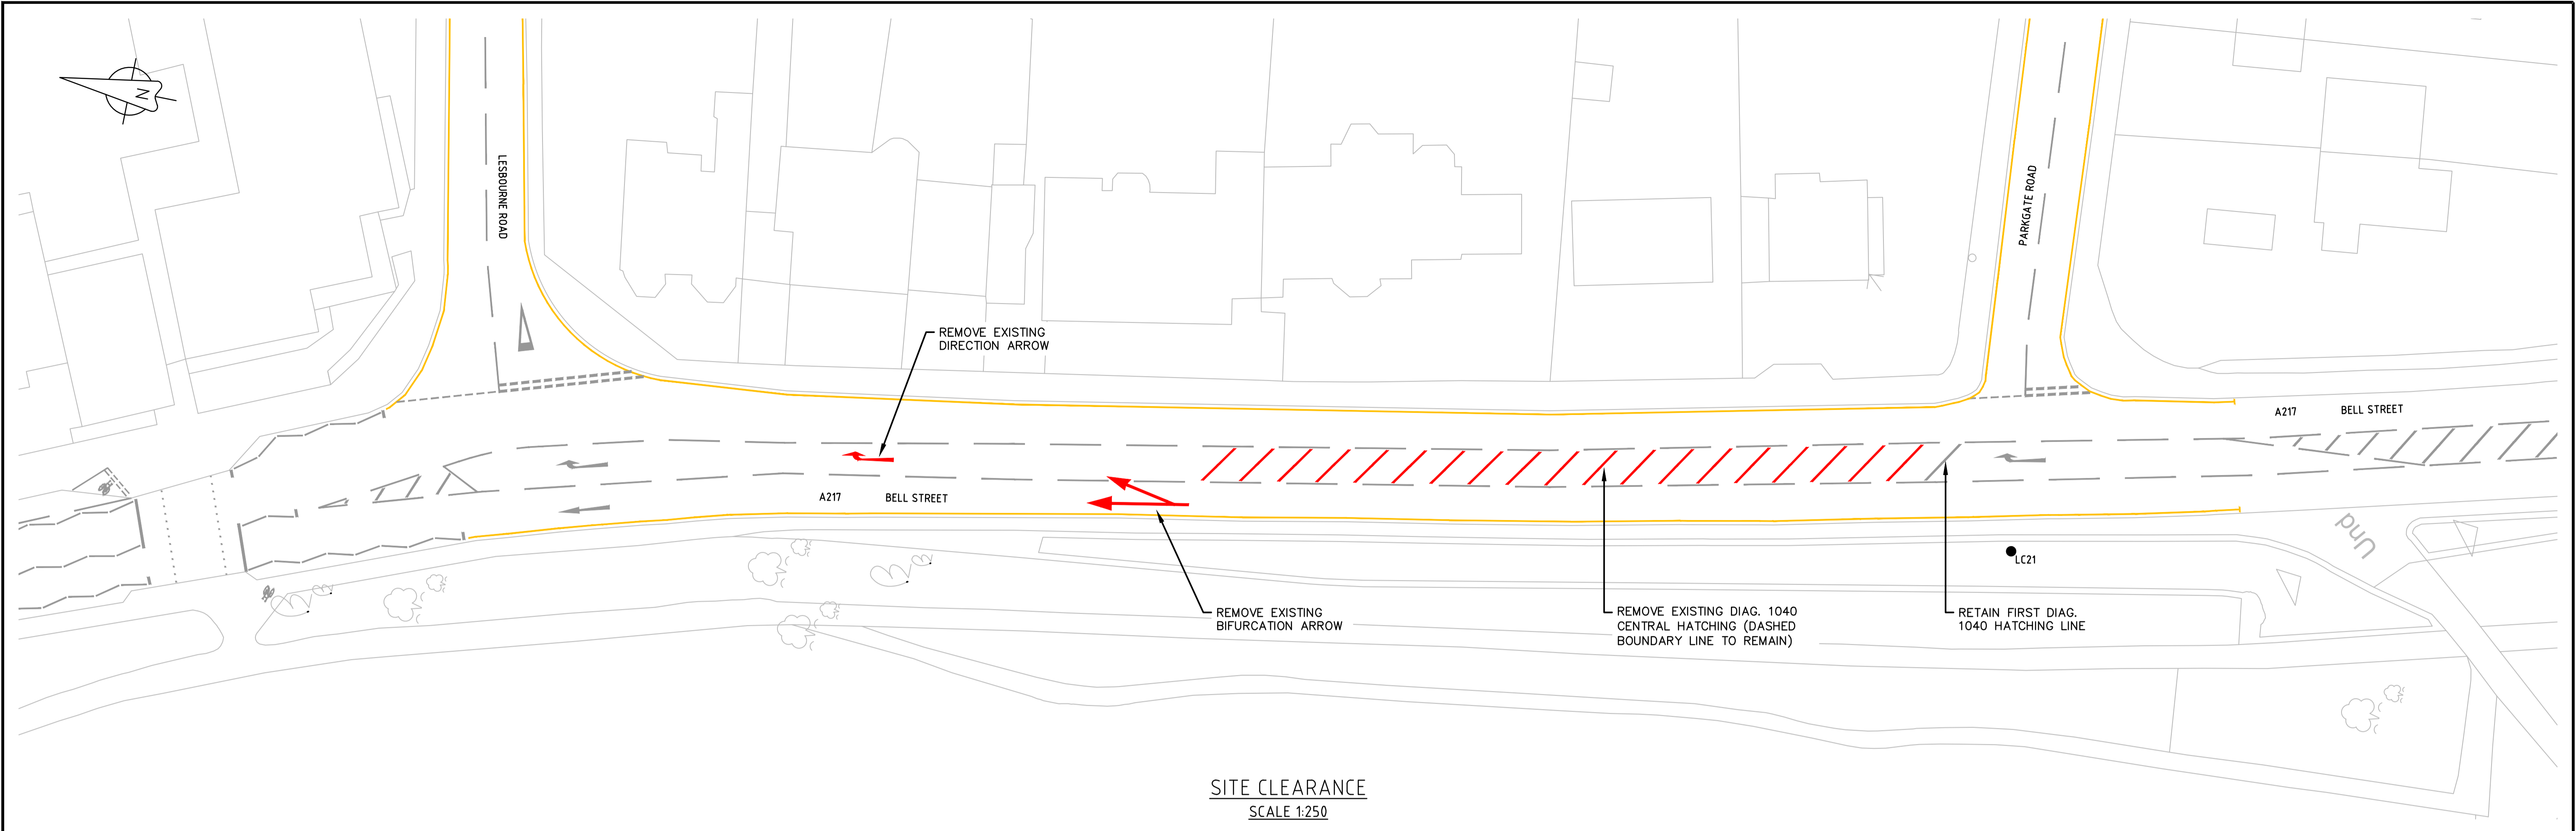 N
LESBOURNE ROAD
PARKGATE ROAD
REMOVE EXISTING
DIRECTION ARROW
A217 BELL STREET
A217 BELL STREET
Und
LC21
REMOVE EXISTING
BIFURCATION ARROW
REMOVE EXISTING DIAG. 1040
CENTRAL HATCHING (DASHED
BOUNDARY LINE TO REMAIN)
RETAIN FIRST DIAG.
1040 HATCHING LINE
SITE CLEARANCE
SCALE 1:250